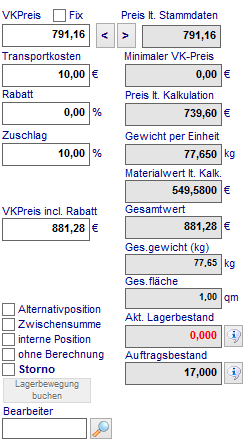 VKPreis Fix Preis lt. Stammdaten
791,16 < > 791,16
Transportkosten Minimaler VK-Preis
10,00 € 0,00 €
Rabatt Preis lt. Kalkulation
0,00 % 739,60 €
Zuschlag Gewicht per Einheit
10,00 % 77,650 kg
Materialwert lt. Kalk.
549,5800 €
VKPreis incl. Rabatt Gesamtwert
881,28 € 881,28 €
Ges.gewicht (kg)
77,65 kg
Ges.fläche
1,00 qm
Alternativposition Akt. Lagerbestand
Zwischensumme 0,000
interne Position
ohne Berechnung Auftragsbestand
Storno 17,000
Lagerbewegung
buchen
Bearbeiter